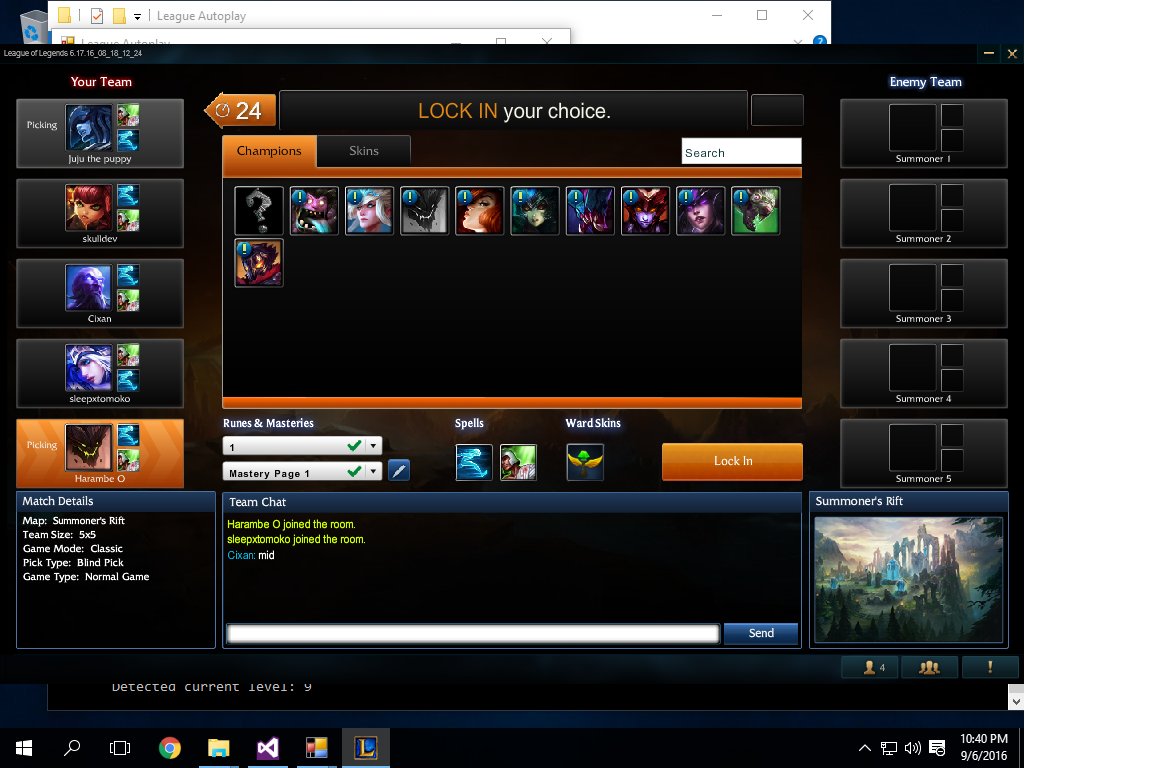 League Autoplay
League Autoplay
League of Legends 6.17.16_08_18_12_24
Your Team
Enemy Team
24
LOCK IN your choice.
Champions
Skins
Search
Picking
Juju the puppy
skulldev
Cixan
sleepxtomoko
Picking
Harambe O
Summoner 1
Summoner 2
Summoner 3
Summoner 4
Summoner 5
Runes & Masteries
Spells
Ward Skins
1
Mastery Page 1
Lock In
Match Details
Map: Summoner's Rift
Team Size: 5x5
Game Mode: Classic
Pick Type: Blind Pick
Game Type: Normal Game
Team Chat
Harambe O joined the room.
sleepxtomoko joined the room.
Cixan: mid
Send
Summoner's Rift
4
Detected current level: 9
10:40 PM
9/6/2016